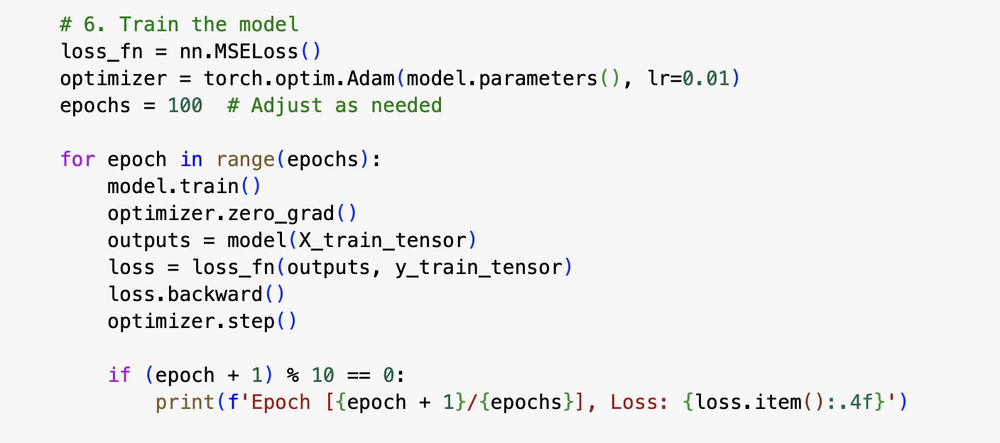 # 6. Train the model
loss_fn = nn.MSELoss()
optimizer = torch.optim.Adam(model.parameters(), lr=0.01)
epochs = 100  # Adjust as needed

for epoch in range(epochs):
    model.train()
    optimizer.zero_grad()
    outputs = model(X_train_tensor)
    loss = loss_fn(outputs, y_train_tensor)
    loss.backward()
    optimizer.step()

    if (epoch + 1) % 10 == 0:
        print(f'Epoch [{epoch + 1}/{epochs}], Loss: {loss.item():.4f}')